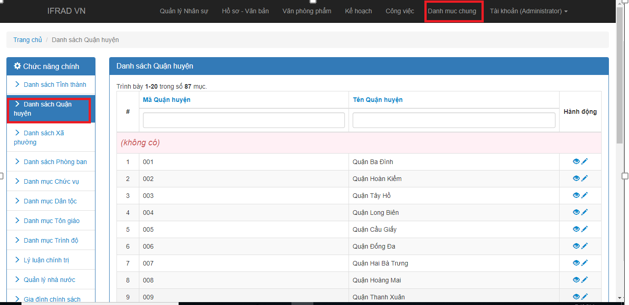 IFRAD VN
Quản lý Nhân sự
Hồ sơ - Văn bản
Văn phòng phẩm
Kế hoạch
Công việc
Danh mục chung
Tài khoản (Administrator)
Trang chủ / Danh sách Quận huyện
Chức năng chính
Danh sách Tỉnh thành
Danh sách Quận
huyện
Danh sách Xã
phường
Danh sách Phòng ban
Danh mục Chức vụ
Danh mục Dân tộc
Danh mục Tôn giáo
Danh mục Trình độ
Lý luận chính trị
Quản lý nhà nước
Gia đình chính sách
Danh sách Quận huyện
Trình bày 1-20 trong số 87 mục.
# Mã Quận huyện Tên Quận huyện Hành động
(không có)
1 001 Quận Ba Đình
2 002 Quận Hoàn Kiếm
3 003 Quận Tây Hồ
4 004 Quận Long Biên
5 005 Quận Cầu Giấy
6 006 Quận Đống Đa
7 007 Quận Hai Bà Trưng
8 008 Quận Hoàng Mai
9 009 Quận Thanh Xuân